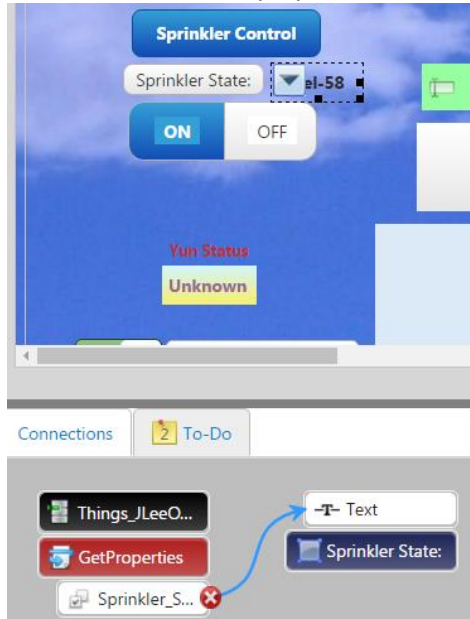 Sprinkler Control
Sprinkler State: el-58
ON OFF
Yun Status
Unknown
Connections 2 To-Do
Things_JLeeO... -T- Text
GetProperties Sprinkler State:
Sprinkler_S...